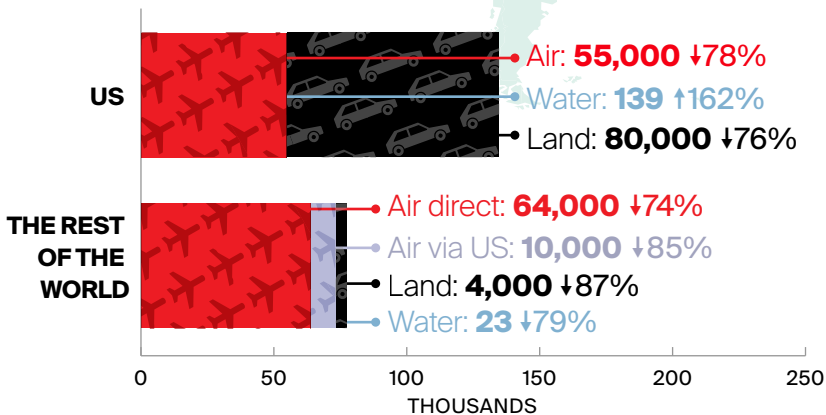 US
Air: 55,000 ↓78%
Water: 139 ↑162%
Land: 80,000 ↓76%
THE REST
OF THE
WORLD
Air direct: 64,000 ↓74%
Air via US: 10,000 ↓85%
Land: 4,000 ↓87%
Water: 23 ↓79%
0 50 100 150 200 250
THOUSANDS